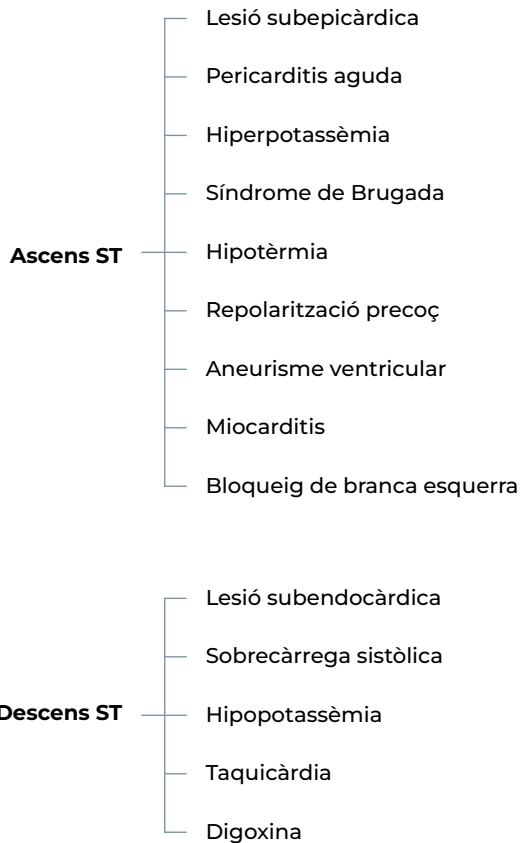 Ascens ST
Lesió subepicàrdica
Pericarditis aguda
Hiperpotassèmia
Síndrome de Brugada
Hipotèrmia
Repolarització precoç
Aneurisme ventricular
Miocarditis
Bloqueig de branca esquerra
Descens ST
Lesió subendocàrdica
Sobrecàrrega sistòlica
Hipopotassèmia
Taquicàrdia
Digoxina